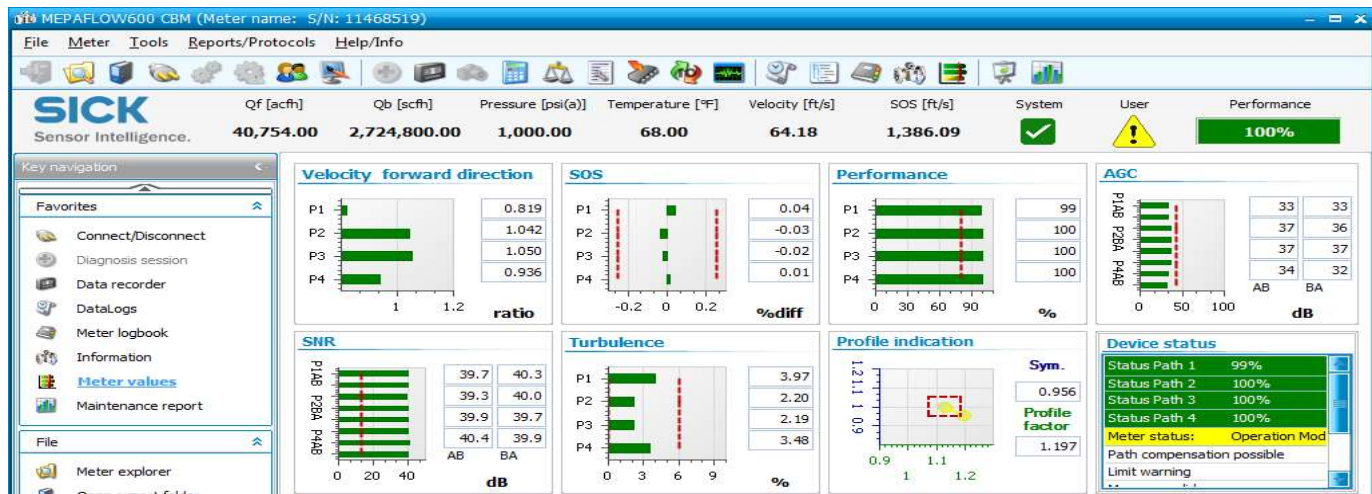 MEPAFLOW600 CBM (Meter name: S/N: 11468519)
File Meter Tools Reports/Protocols Help/Info
SICK
Sensor Intelligence.
Qf [acfh] Qb [scfh] Pressure [psi(a)] Temperature [°F] Velocity [ft/s] SOS [ft/s] System User Performance
40,754.00 2,724,800.00 1,000.00 68.00 64.18 1,386.09 100%
Key navigation
Favorites
Connect/Disconnect
Diagnosis session
Data recorder
DataLogs
Meter logbook
Information
Meter values
Maintenance report
File
Meter explorer
Velocity forward direction
P1 0.819
P2 1.042
P3 1.050
P4 0.936
1 1.2 ratio
SOS
P1 0.04
P2 -0.03
P3 -0.02
P4 0.01
-0.2 0 0.2 %diff
Performance
P1 99
P2 100
P3 100
P4 100
0 30 60 90 %
AGC
P1AB P2BA P4AB
33 33
37 36
37 37
34 32
AB BA
0 50 100 dB
SNR
P1AB P2BA P4AB
39.7 40.3
39.3 40.0
39.9 39.7
40.4 39.9
AB BA
0 20 40 dB
Turbulence
P1 3.97
P2 2.20
P3 2.19
P4 3.48
0 3 6 9 %
Profile indication
1.2 1.1 1 0.9
0.9 1.1
1 1.2
Sym.
0.956
Profile
factor
1.197
Device status
Status Path 1 99%
Status Path 2 100%
Status Path 3 100%
Status Path 4 100%
Meter status: Operation Mod
Path compensation possible
Limit warning